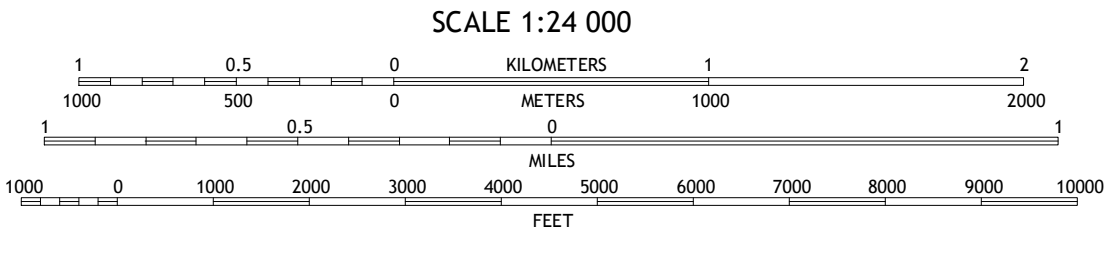 SCALE 1:24 000
1 0.5 0 KILOMETERS 1 2
1000 500 0 METERS 1000 2000
1 0.5 0 1
MILES
1000 0 1000 2000 3000 4000 5000 6000 7000 8000 9000 10000
FEET